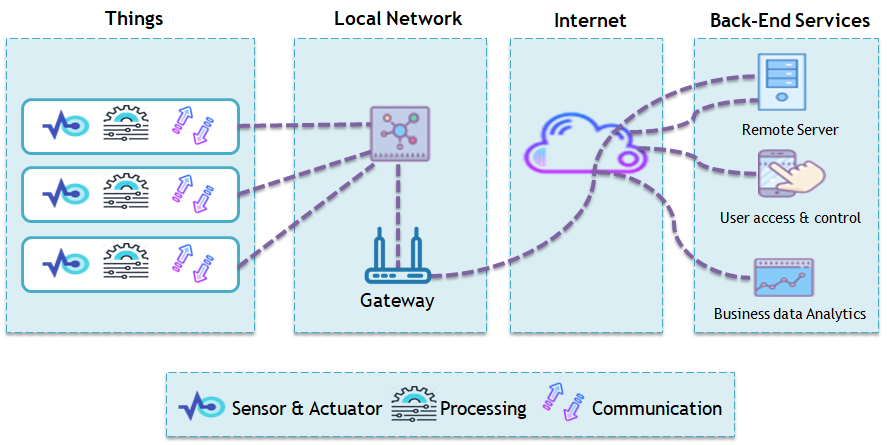 Things
Local Network
Internet
Back-End Services
Remote Server
User access & control
Gateway
Business data Analytics
Sensor & Actuator
Processing
Communication